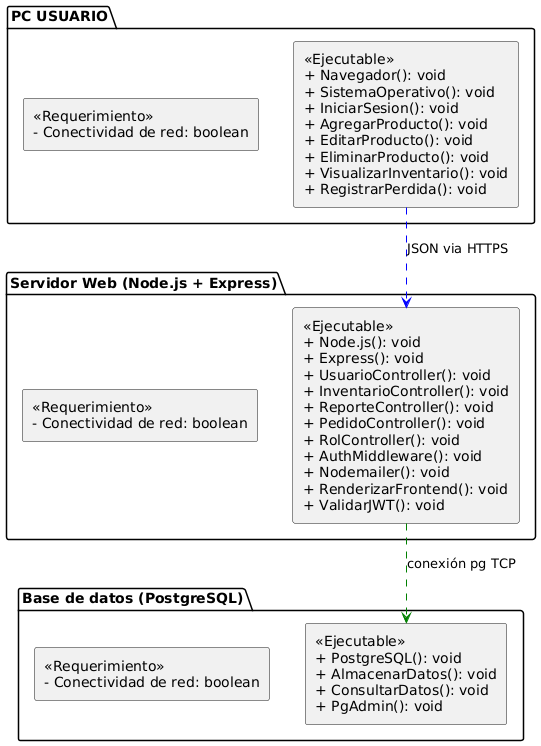 PC USUARIO
«Requerimiento»
- Conectividad de red: boolean
«Ejecutable»
+ Navegador(): void
+ SistemaOperativo(): void
+ IniciarSesion(): void
+ AgregarProducto(): void
+ EditarProducto(): void
+ EliminarProducto(): void
+ VisualizarInventario(): void
+ RegistrarPerdida(): void
JSON via HTTPS
Servidor Web (Node.js + Express)
«Requerimiento»
- Conectividad de red: boolean
«Ejecutable»
+ Node.js(): void
+ Express(): void
+ UsuarioController(): void
+ InventarioController(): void
+ ReporteController(): void
+ PedidoController(): void
+ RolController(): void
+ AuthMiddleware(): void
+ Nodemailer(): void
+ RenderizarFrontend(): void
+ ValidarJWT(): void
conexión pg TCP
Base de datos (PostgreSQL)
«Requerimiento»
- Conectividad de red: boolean
«Ejecutable»
+ PostgreSQL(): void
+ AlmacenarDatos(): void
+ ConsultarDatos(): void
+ PgAdmin(): void